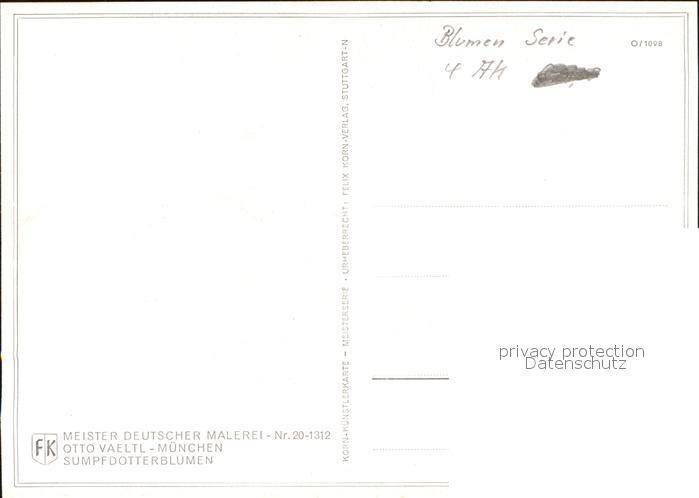 Blumen Serie
4 AK
O/1098
KORN-KÜNSTLERKARTE – MEISTERSERIE · URHEBERRECHT: FELIX KORN-VERLAG, STUTTGART-N
privacy protection
Datenschutz
FK
MEISTER DEUTSCHER MALEREI - Nr. 20-1312
OTTO VAELTL - MÜNCHEN
SUMPFDOTTERBLUMEN